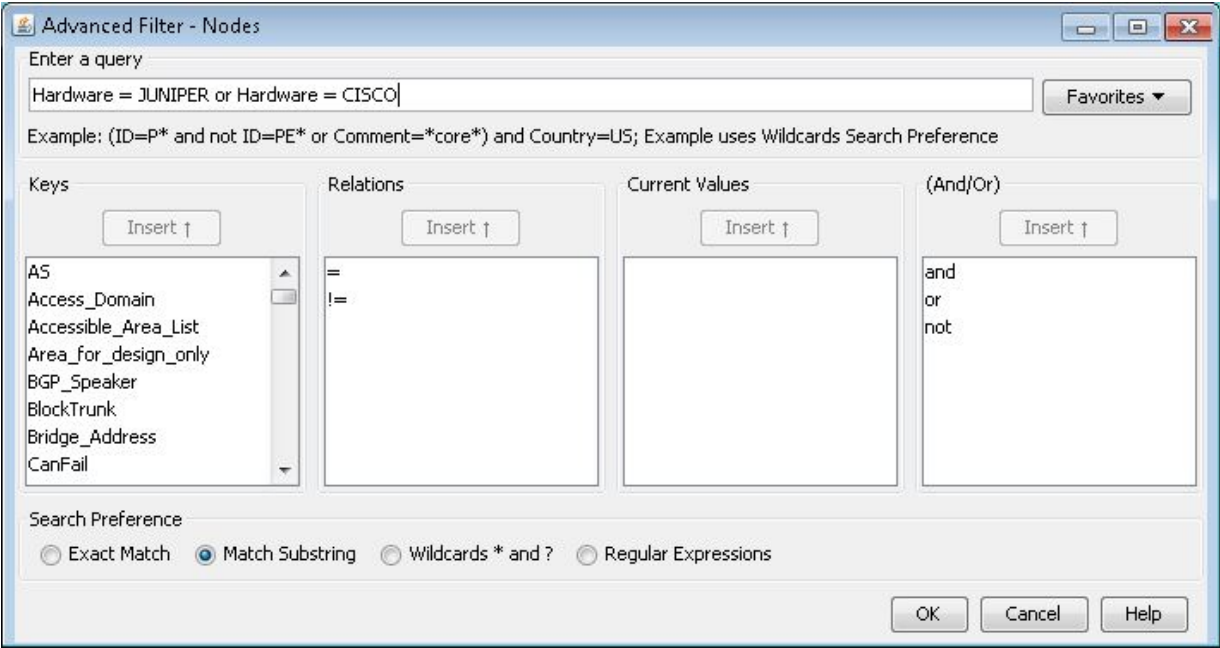 Advanced Filter - Nodes
Enter a query
Hardware = JUNIPER or Hardware = CISCO
Favorites ▼
Example: (ID=P* and not ID=PE* or Comment=*core*) and Country=US; Example uses Wildcards Search Preference
Keys
Insert ↑
AS
Access_Domain
Accessible_Area_List
Area_for_design_only
BGP_Speaker
BlockTrunk
Bridge_Address
CanFail
Relations
Insert ↑
=
!=
Current Values
Insert ↑
(And/Or)
Insert ↑
and
or
not
Search Preference
Exact Match Match Substring Wildcards * and ? Regular Expressions
OK Cancel Help